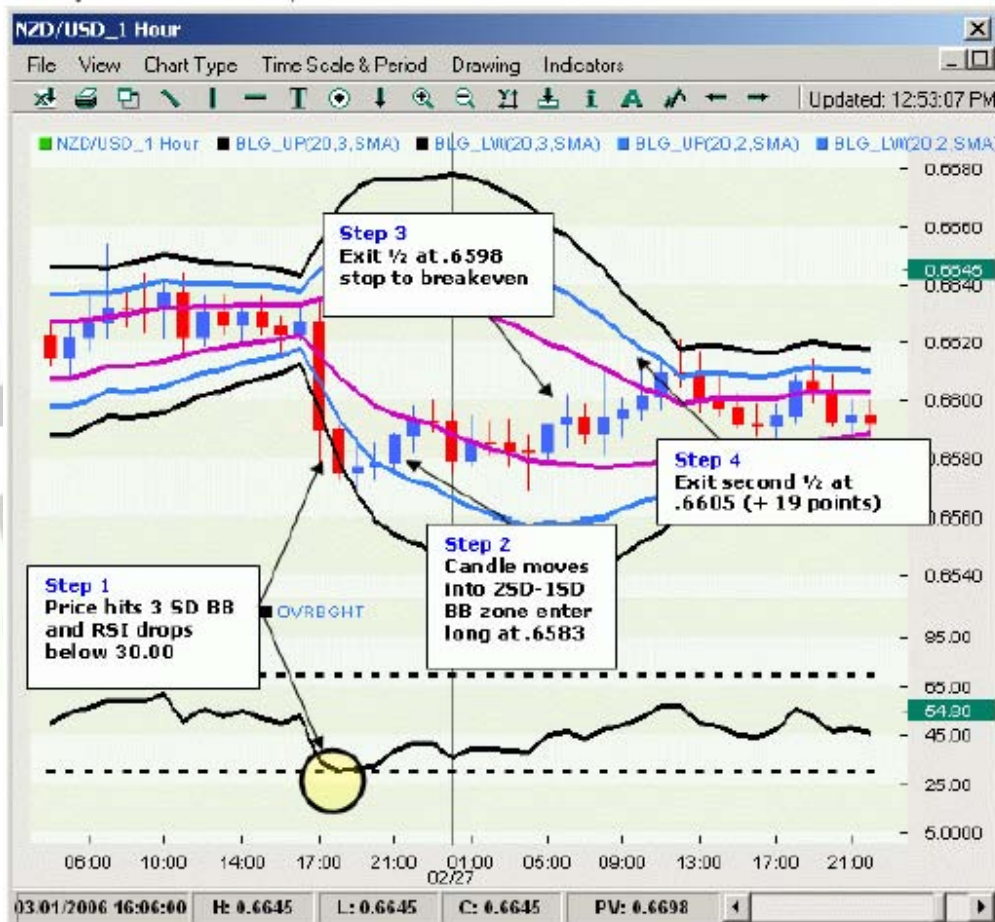 NZD/USD_1 Hour
File View Chart Type Time Scale & Period Drawing Indicators
Updated: 12:53:07 PM
NZD/USD_1 Hour BLG_UP(20,3,SMA) BLG_LW(20,3,SMA) BLG_UP(20,2,SMA) BLG_LW(20,2,SMA
0.6680
0.6660
0.6646
0.6640
0.6620
0.6600
0.6580
0.6560
0.6540
Step 3
Exit ½ at .6598
stop to breakeven
Step 4
Exit second ½ at
.6605 (+ 19 points)
Step 2
Candle moves
into 2SD-1SD
BB zone enter
long at .6583
Step 1
Price hits 3 SD BB
and RSI drops
below 30.00
OVRBGHT
85.00
65.00
54.90
45.00
25.00
5.0000
06:00 10:00 14:00 17:00 21:00 01:00 05:00 09:00 13:00 17:00 21:00
02/27
03.01/2006 16:06:00 H: 0.6645 L: 0.6645 C: 0.6645 PV: 0.6698